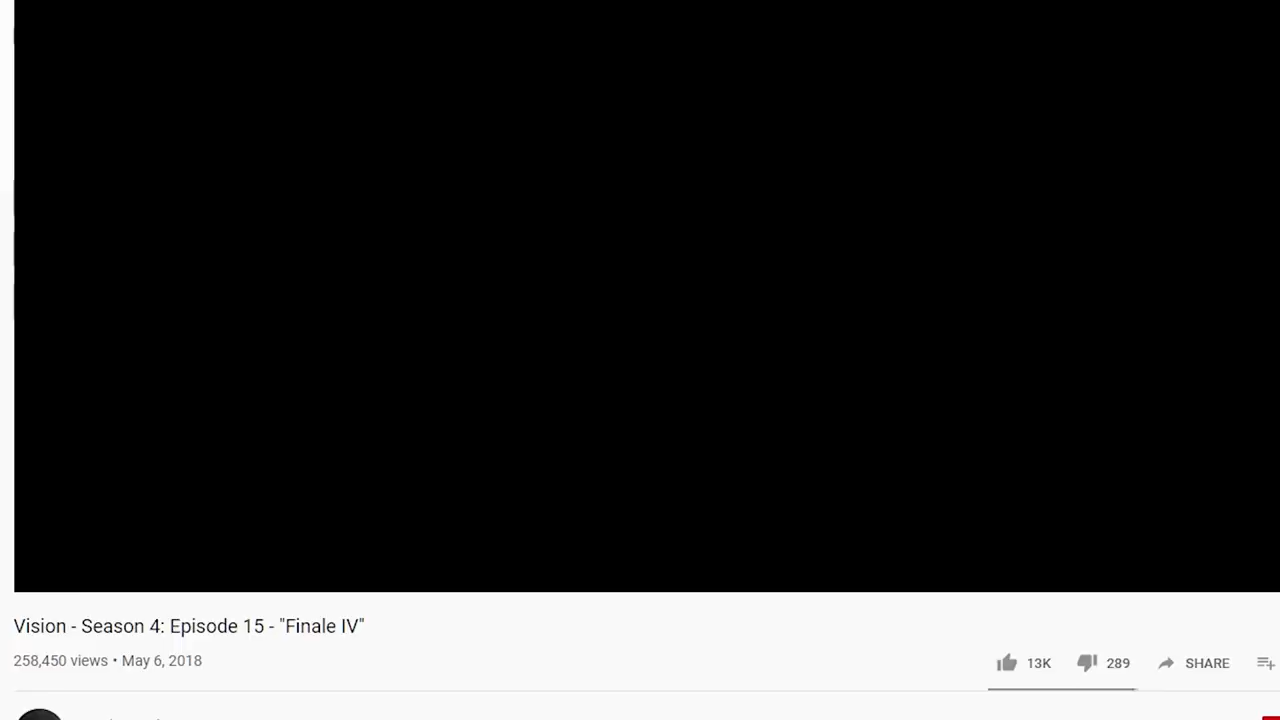 Vision - Season 4: Episode 15 - "Finale IV"
258,450 views • May 6, 2018
13K 289 SHARE